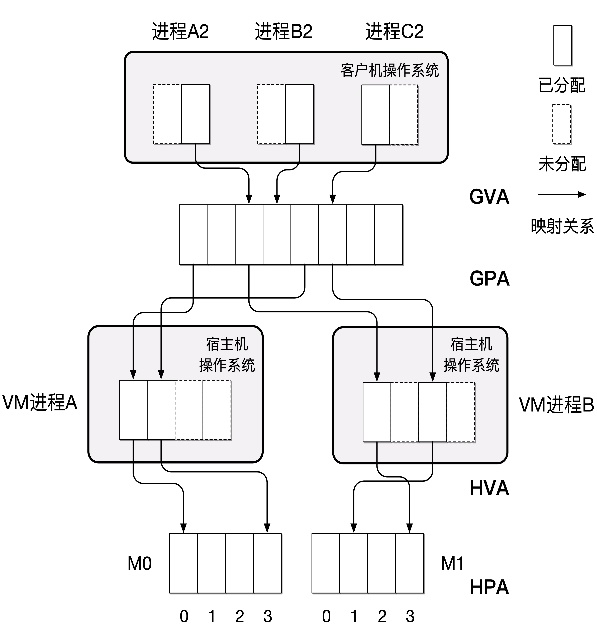 进程A2 进程B2 进程C2
客户机操作系统
已分配
未分配
GVA
映射关系
GPA
宿主机
操作系统
宿主机
操作系统
VM进程A
VM进程B
HVA
M0
M1
HPA
0 1 2 3 0 1 2 3